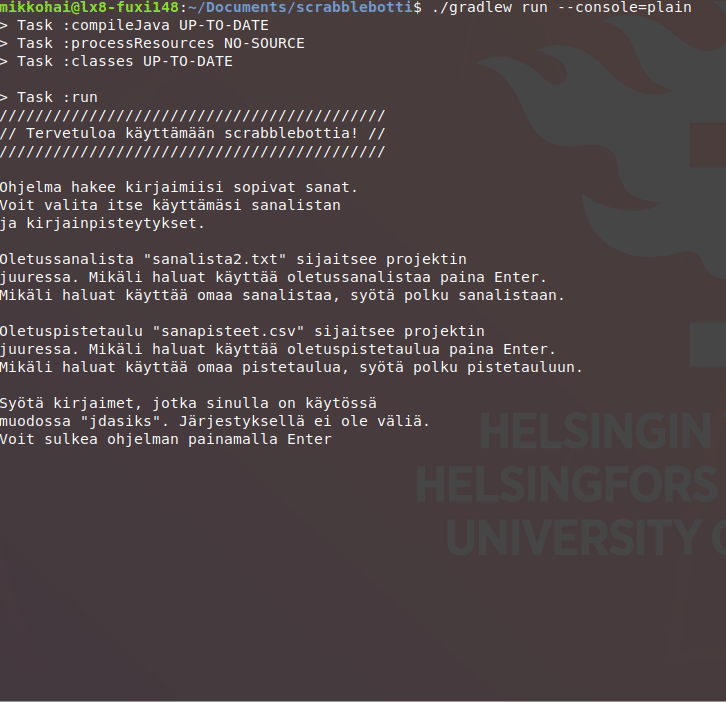 mikkohai@lx8-fuxi148:~/Documents/scrabblebotti$ ./gradlew run --console=plain
> Task :compileJava UP-TO-DATE
> Task :processResources NO-SOURCE
> Task :classes UP-TO-DATE
> Task :run
///////////////////////////////////////////
// Tervetuloa käyttämään scrabblebottia! //
///////////////////////////////////////////
Ohjelma hakee kirjaimiisi sopivat sanat.
Voit valita itse käyttämäsi sanalistan
ja kirjainpisteytykset.
Oletussanalista "sanalista2.txt" sijaitsee projektin
juuressa. Mikäli haluat käyttää oletussanalistaa paina Enter.
Mikäli haluat käyttää omaa sanalistaa, syötä polku sanalistaan.
Oletuspistetaulu "sanapisteet.csv" sijaitsee projektin
juuressa. Mikäli haluat käyttää oletuspistetaulua paina Enter.
Mikäli haluat käyttää omaa pistetaulua, syötä polku pistetauluun.
Syötä kirjaimet, jotka sinulla on käytössä
muodossa "jdasiks". Järjestyksellä ei ole väliä.
Voit sulkea ohjelman painamalla Enter
HELSINGIN
HELSINGFORS
UNIVERSITY